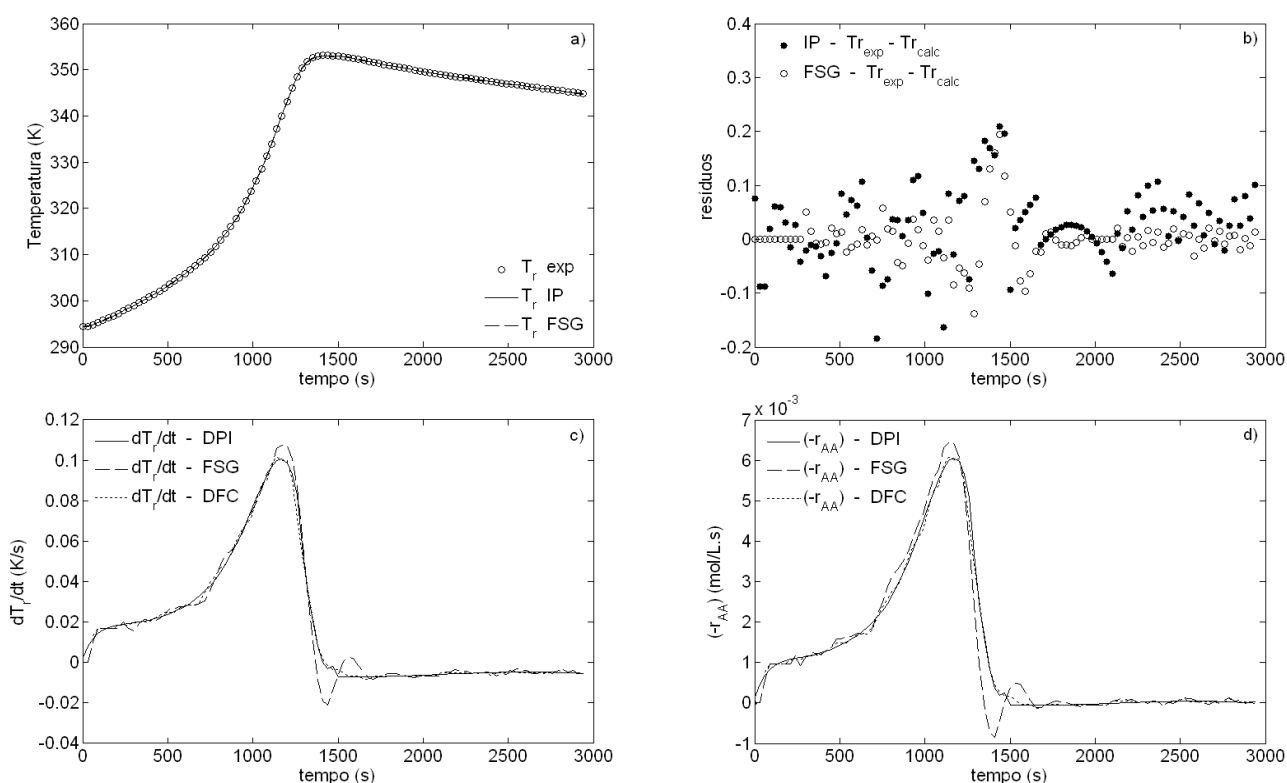 360
350
340
330
320
310
300
290
0
500
1000
1500
2000
2500
3000
Temperatura (K)
tempo (s)
a)
T_r exp
T_r IP
T_r FSG
0.4
0.3
0.2
0.1
0
-0.1
-0.2
0
500
1000
1500
2000
2500
3000
resíduos
tempo (s)
b)
IP - Tr_exp - Tr_calc
FSG - Tr_exp - Tr_calc
0.12
0.1
0.08
0.06
0.04
0.02
0
-0.02
-0.04
0
500
1000
1500
2000
2500
3000
dT_r/dt (K/s)
tempo (s)
c)
dT_r/dt - DPI
dT_r/dt - FSG
dT_r/dt - DFC
x 10^-3
7
6
5
4
3
2
1
0
-1
0
500
1000
1500
2000
2500
3000
(-r_AA) (mol/L.s)
tempo (s)
d)
(-r_AA) - DPI
(-r_AA) - FSG
(-r_AA) - DFC